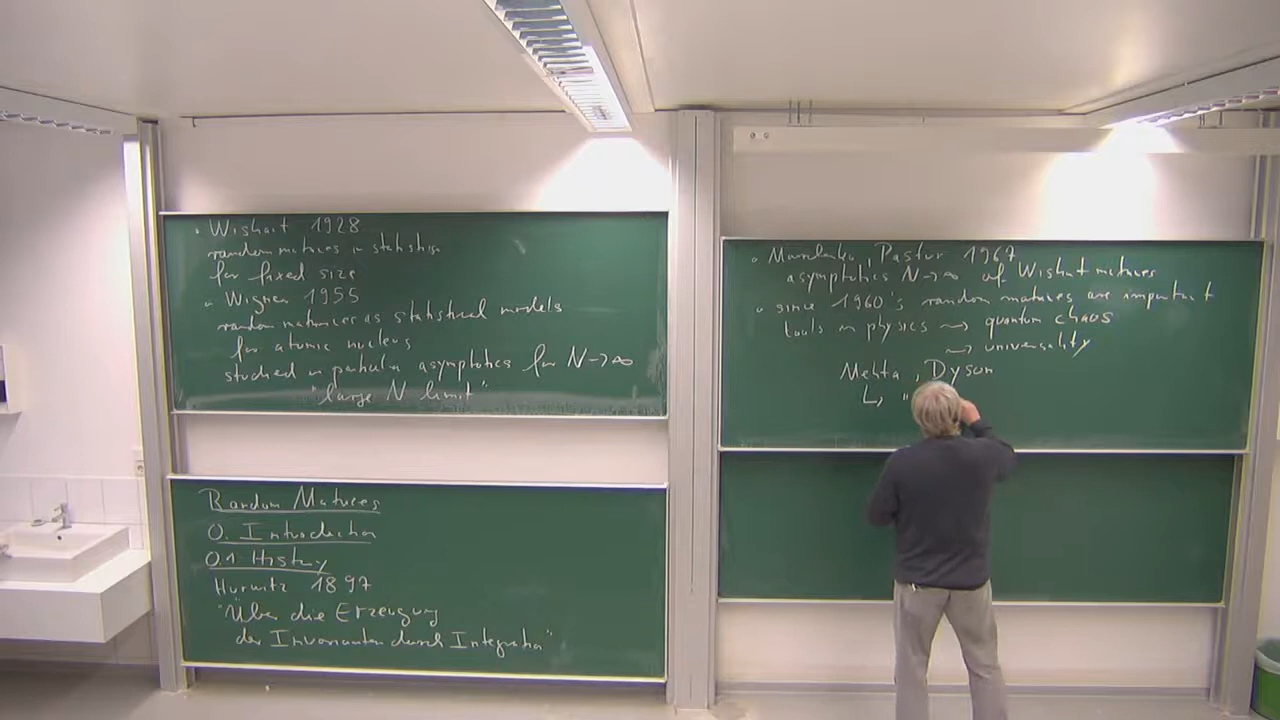 Random Matrices
0. Introduction
0.1 History
Hurwitz 1897
"Über die Erzeugung
der Invarianten durch Integration"
• Wishart 1928
random matrices in statistics
for fixed size
• Wigner 1955
random matrices as statistical models
for atomic nucleus
studied in particular asymptotics for N→∞
"large N limit"
• Marchenko, Pastur 1967
asymptotics N→∞ of Wishart matrices
• since 1960's random matrices are important
tools in physics ⇝ quantum chaos
⇝ universality
Mehta, Dyson
↳ "